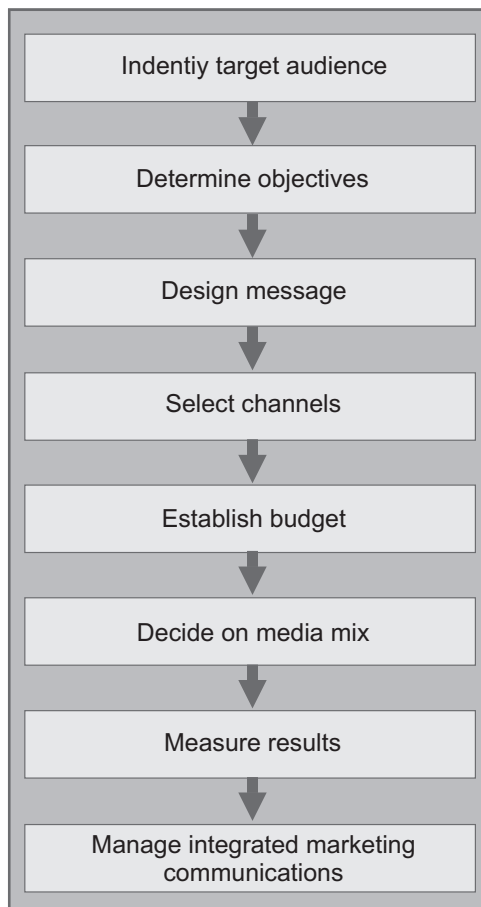 Indentiy target audience
Determine objectives
Design message
Select channels
Establish budget
Decide on media mix
Measure results
Manage integrated marketing
communications